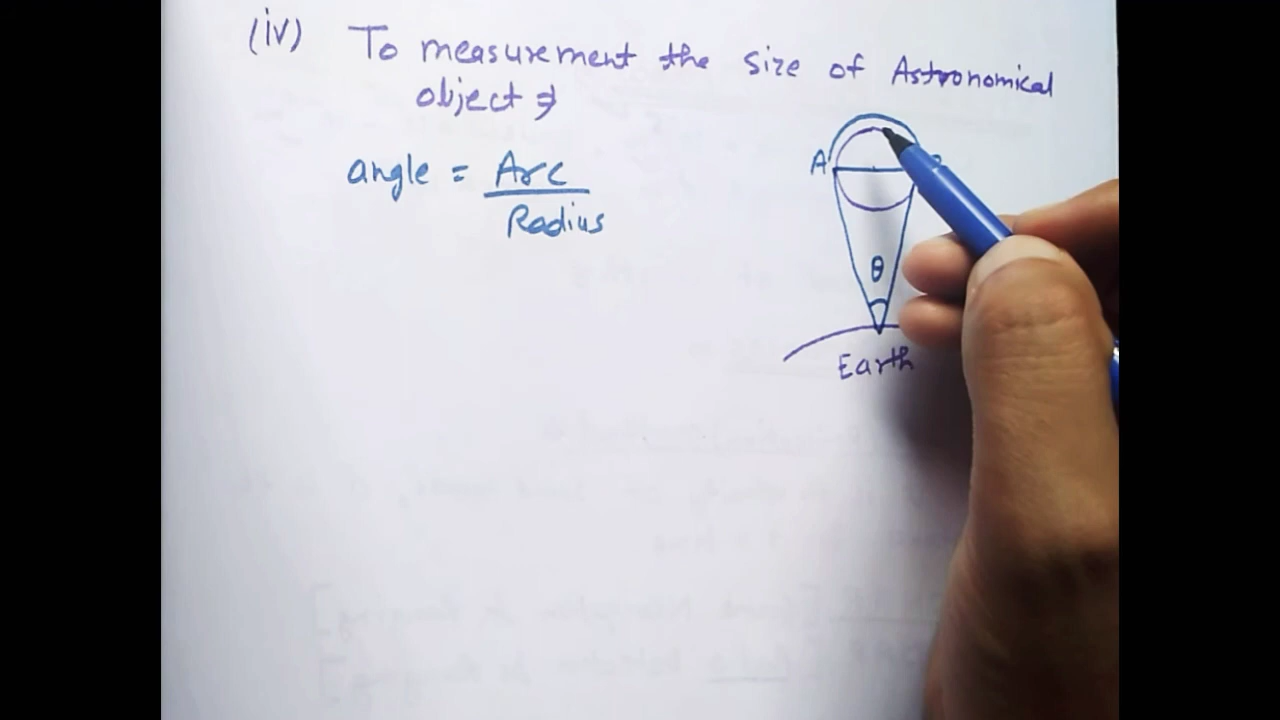 (iv) To measurement the size of Astronomical
object ⇒
angle = Arc
Radius
A
θ
Earth